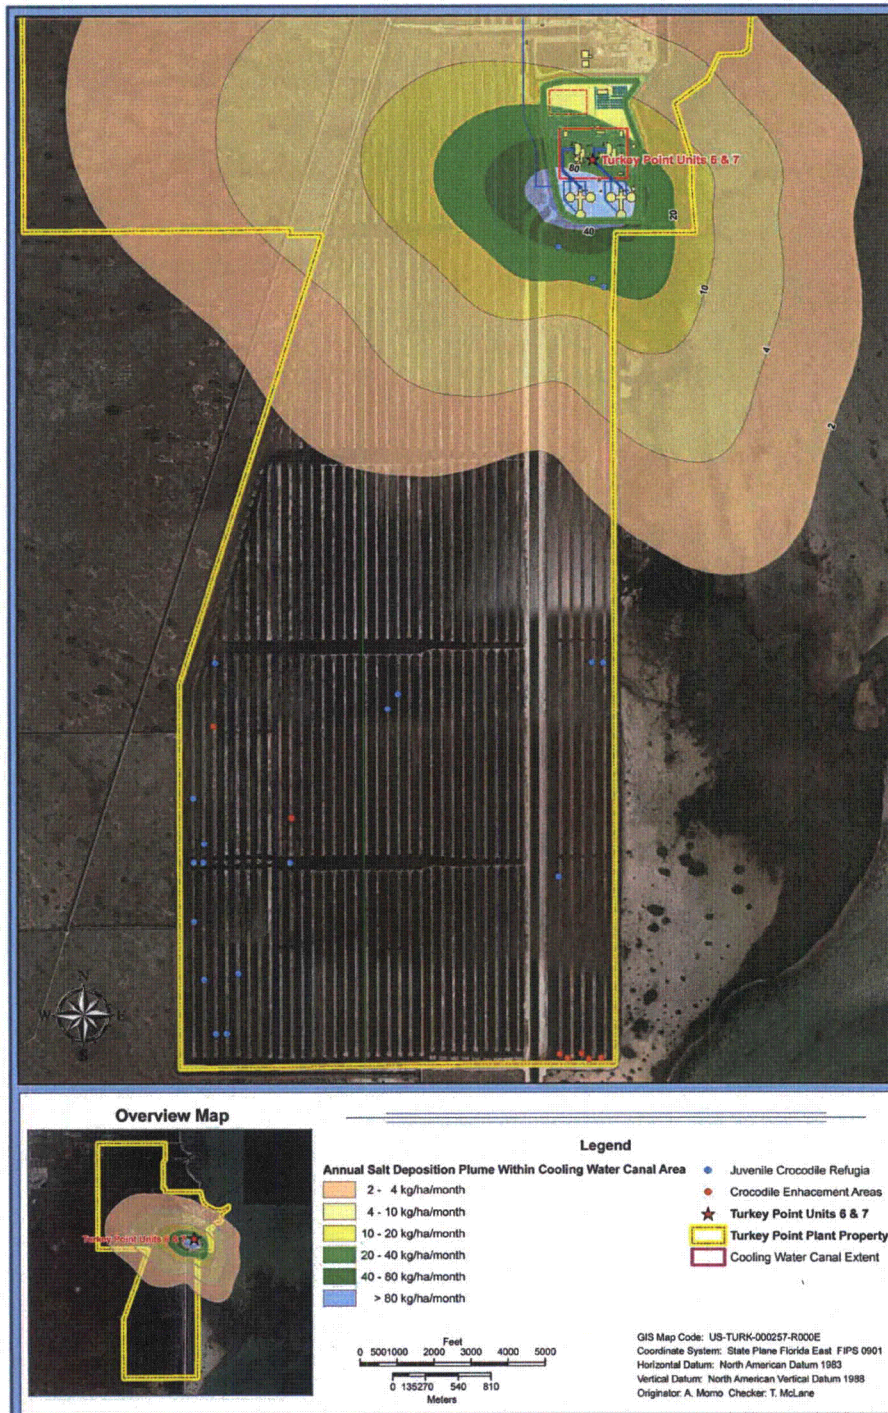 Turkey Point Units 6 & 7
80
40
20
10
4
2
N
W
E
S
Overview Map
Turkey Point Units 6 & 7
Legend
Annual Salt Deposition Plume Within Cooling Water Canal Area
2 - 4 kg/ha/month
4 - 10 kg/ha/month
10 - 20 kg/ha/month
20 - 40 kg/ha/month
40 - 80 kg/ha/month
> 80 kg/ha/month
Juvenile Crocodile Refugia
Crocodile Enhacement Areas
Turkey Point Units 6 & 7
Turkey Point Plant Property
Cooling Water Canal Extent
Feet
0 5001000 2000 3000 4000 5000
0 135270 540 810
Meters
GIS Map Code: US-TURK-000257-R000E
Coordinate System: State Plane Florida East FIPS 0901
Horizontal Datum: North American Datum 1983
Vertical Datum: North American Vertical Datum 1988
Originator: A. Momo Checker: T. McLane